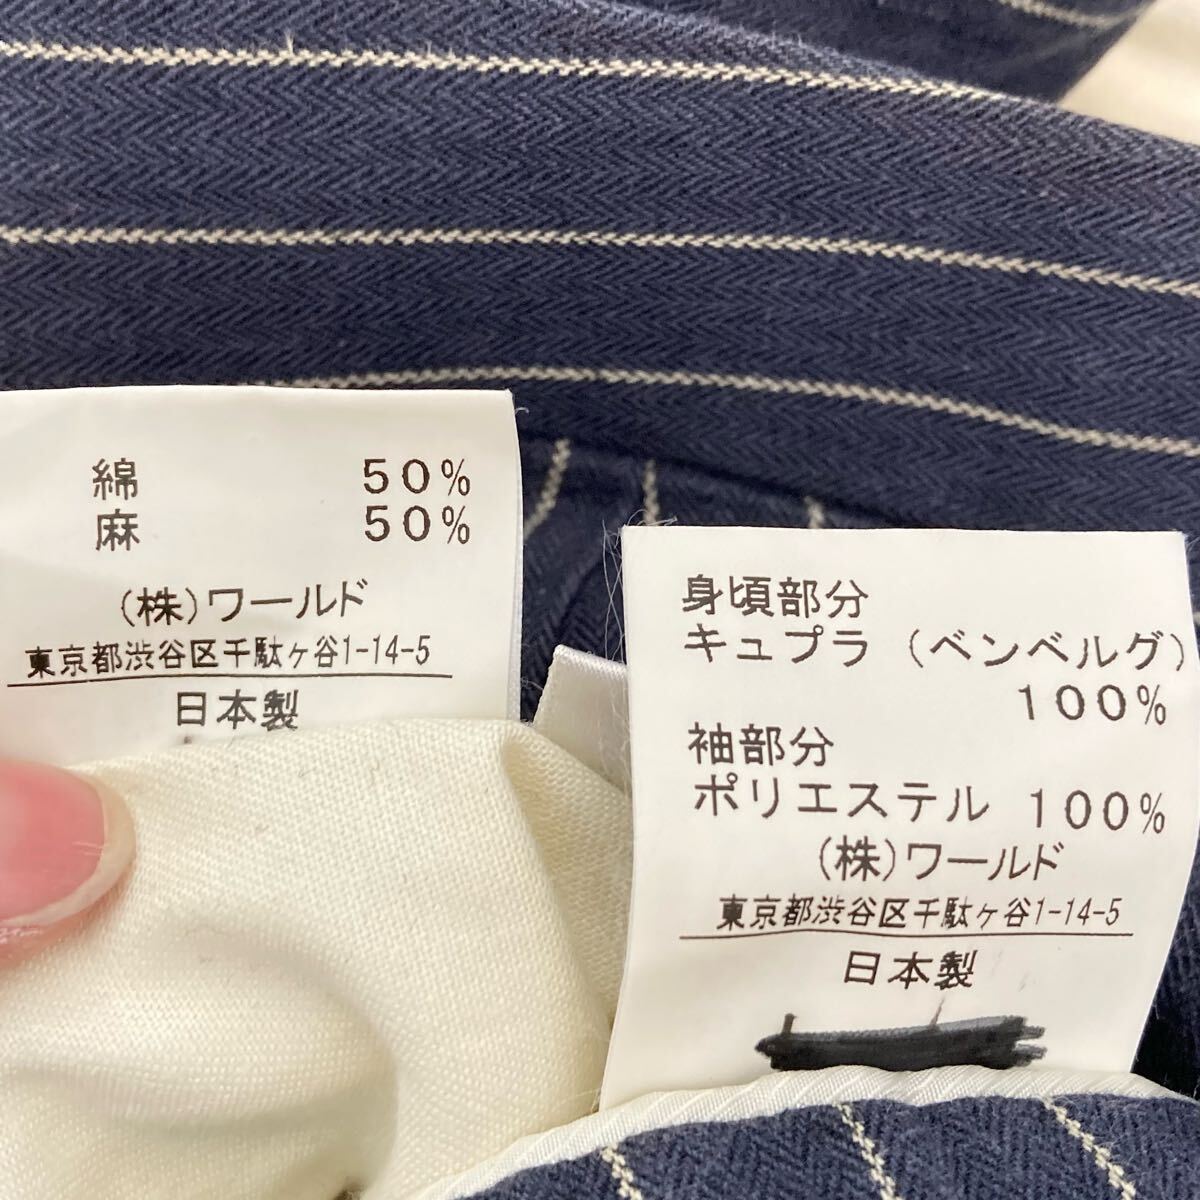 綿 50%
麻 50%
(株)ワールド
東京都渋谷区千駄ヶ谷1-14-5
日本製
身頃部分
キュプラ(ベンベルグ)
100%
袖部分
ポリエステル 100%
(株)ワールド
東京都渋谷区千駄ヶ谷1-14-5
日本製